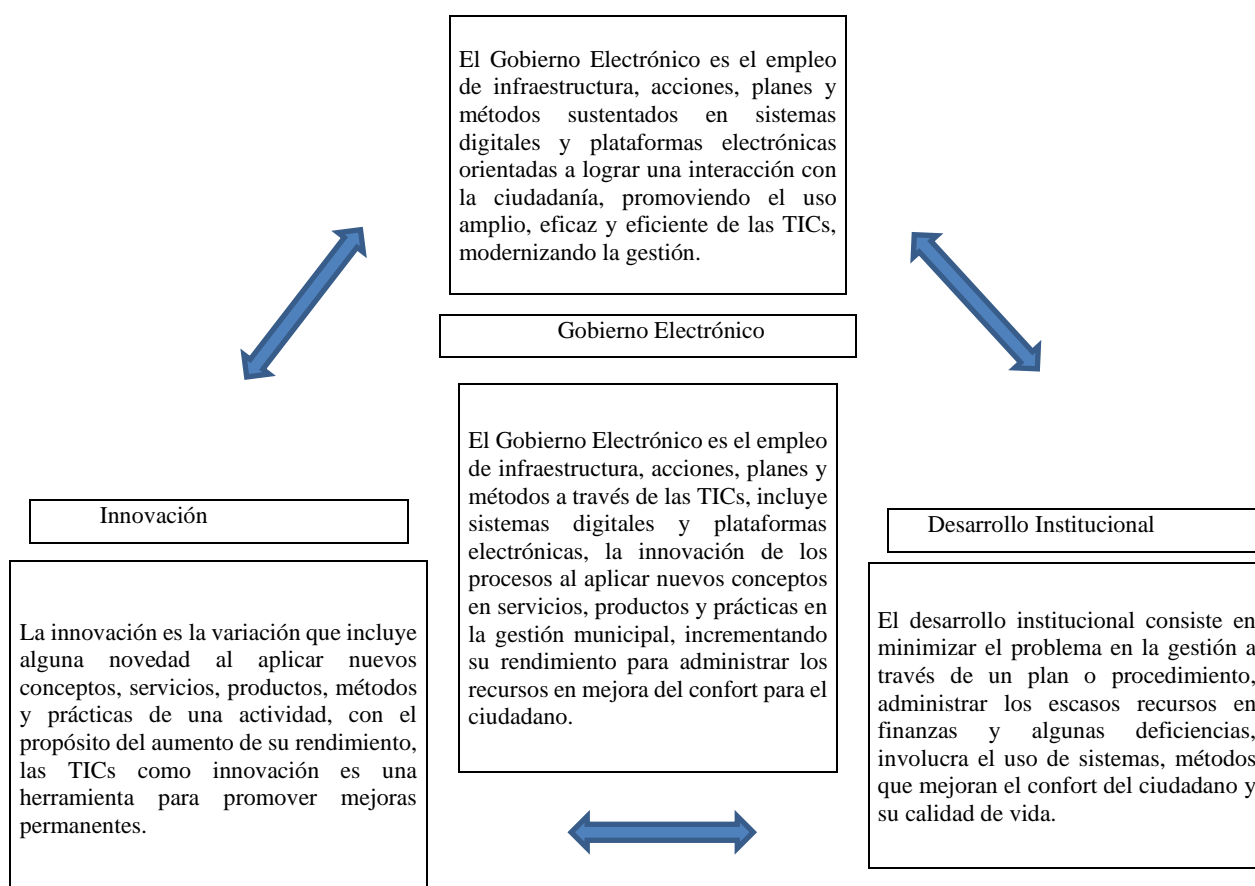 El Gobierno Electrónico es el empleo
de infraestructura, acciones, planes y
métodos sustentados en sistemas
digitales y plataformas electrónicas
orientadas a lograr una interacción con
la ciudadanía, promoviendo el uso
amplio, eficaz y eficiente de las TICs,
modernizando la gestión.
Gobierno Electrónico
El Gobierno Electrónico es el empleo
de infraestructura, acciones, planes y
métodos a través de las TICs, incluye
sistemas digitales y plataformas
electrónicas, la innovación de los
procesos al aplicar nuevos conceptos
en servicios, productos y prácticas en
la gestión municipal, incrementando
su rendimiento para administrar los
recursos en mejora del confort para el
ciudadano.
Innovación
La innovación es la variación que incluye
alguna novedad al aplicar nuevos
conceptos, servicios, productos, métodos
y prácticas de una actividad, con el
propósito del aumento de su rendimiento,
las TICs como innovación es una
herramienta para promover mejoras
permanentes.
Desarrollo Institucional
El desarrollo institucional consiste en
minimizar el problema en la gestión a
través de un plan o procedimiento,
administrar los escasos recursos en
finanzas y algunas deficiencias,
involucra el uso de sistemas, métodos
que mejoran el confort del ciudadano y
su calidad de vida.